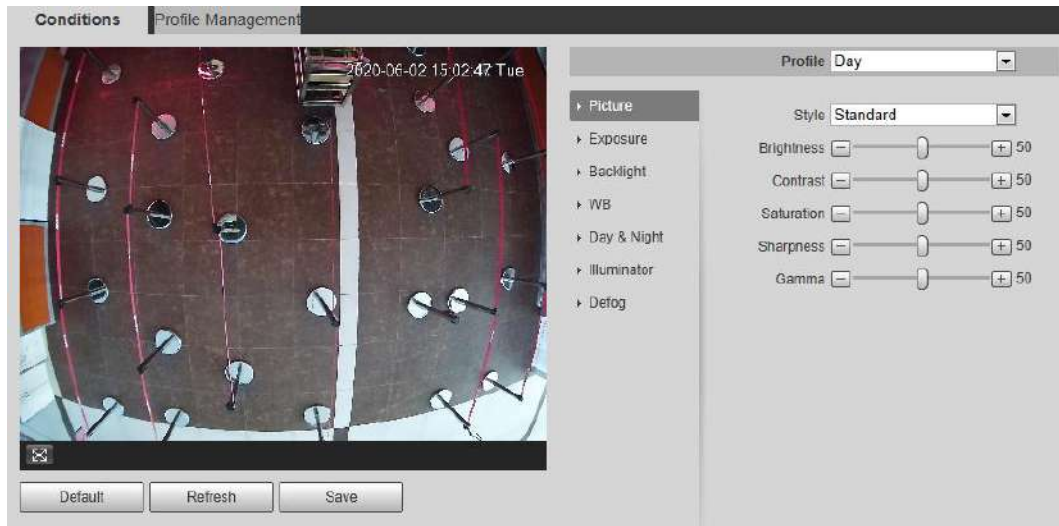 Conditions
Profile Management
2020-06-02 15:02:47 Tue
Profile Day
Picture
Exposure
Backlight
WB
Day & Night
Illuminator
Defog
Style Standard
Brightness 50
Contrast 50
Saturation 50
Sharpness 50
Gamma 50
Default
Refresh
Save